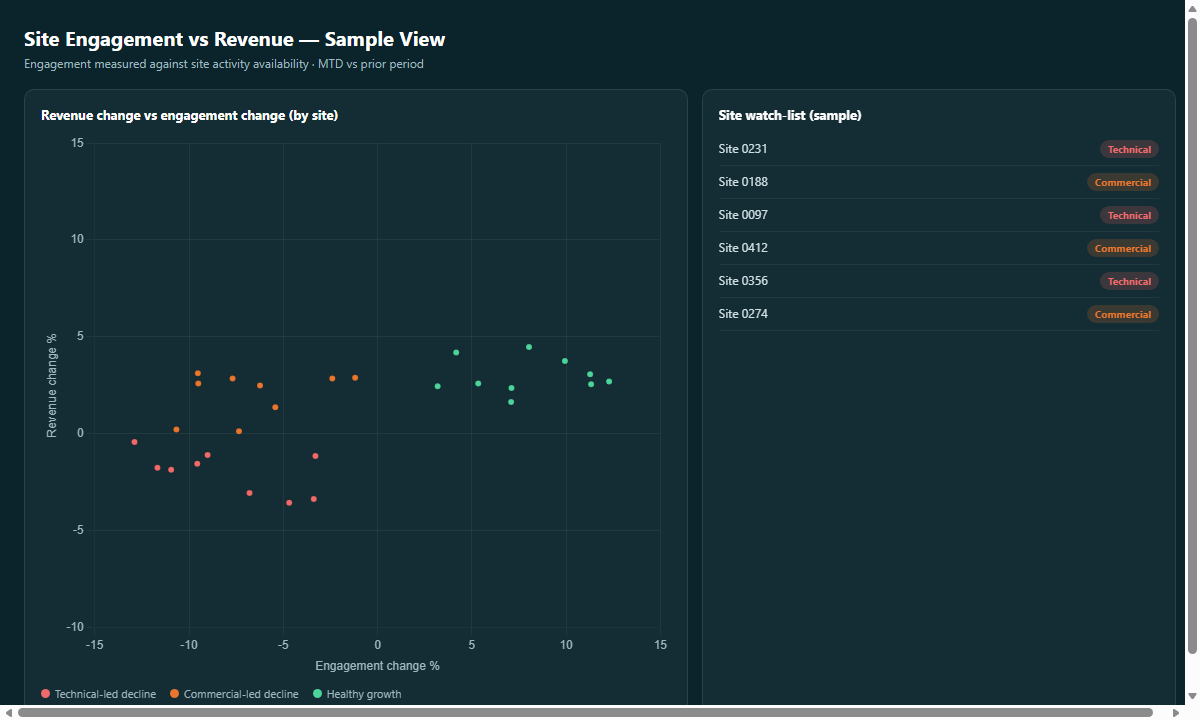 Site Engagement vs Revenue — Sample View
Engagement measured against site activity availability · MTD vs prior period
Revenue change vs engagement change (by site)
15
10
5
0
-5
-10
Revenue change %
-15
-10
-5
0
5
10
15
Engagement change %
Technical-led decline
Commercial-led decline
Healthy growth
Site watch-list (sample)
Site 0231 Technical
Site 0188 Commercial
Site 0097 Technical
Site 0412 Commercial
Site 0356 Technical
Site 0274 Commercial